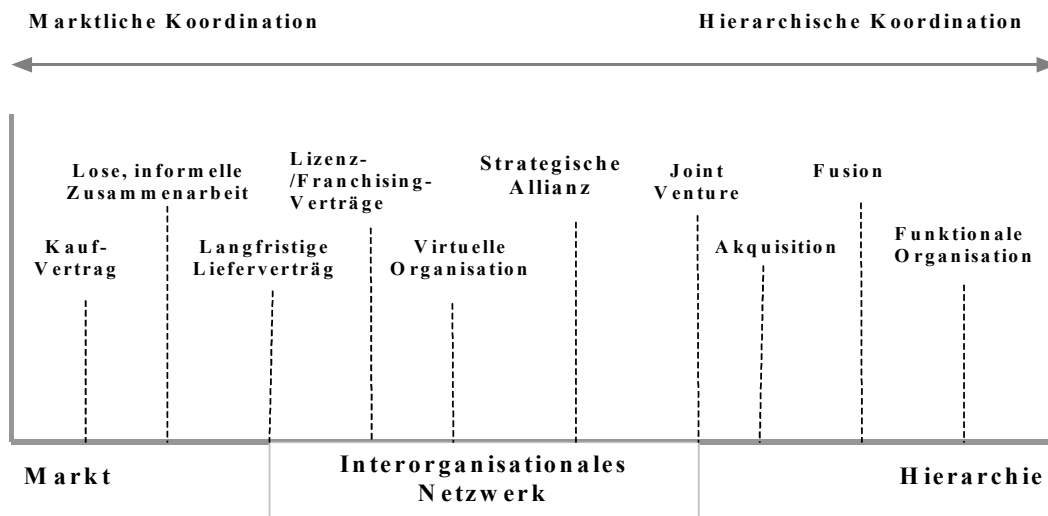 Marktliche Koordination
Hierarchische Koordination
Lose, informelle
Zusammenarbeit
Lizenz-
/Franchising-
Verträge
Strategische
Allianz
Joint
Venture
Fusion
Kauf-
Vertrag
Langfristige
Lieferverträg
Virtuelle
Organisation
Akquisition
Funktionale
Organisation
Markt
Interorganisationales
Netzwerk
Hierarchie